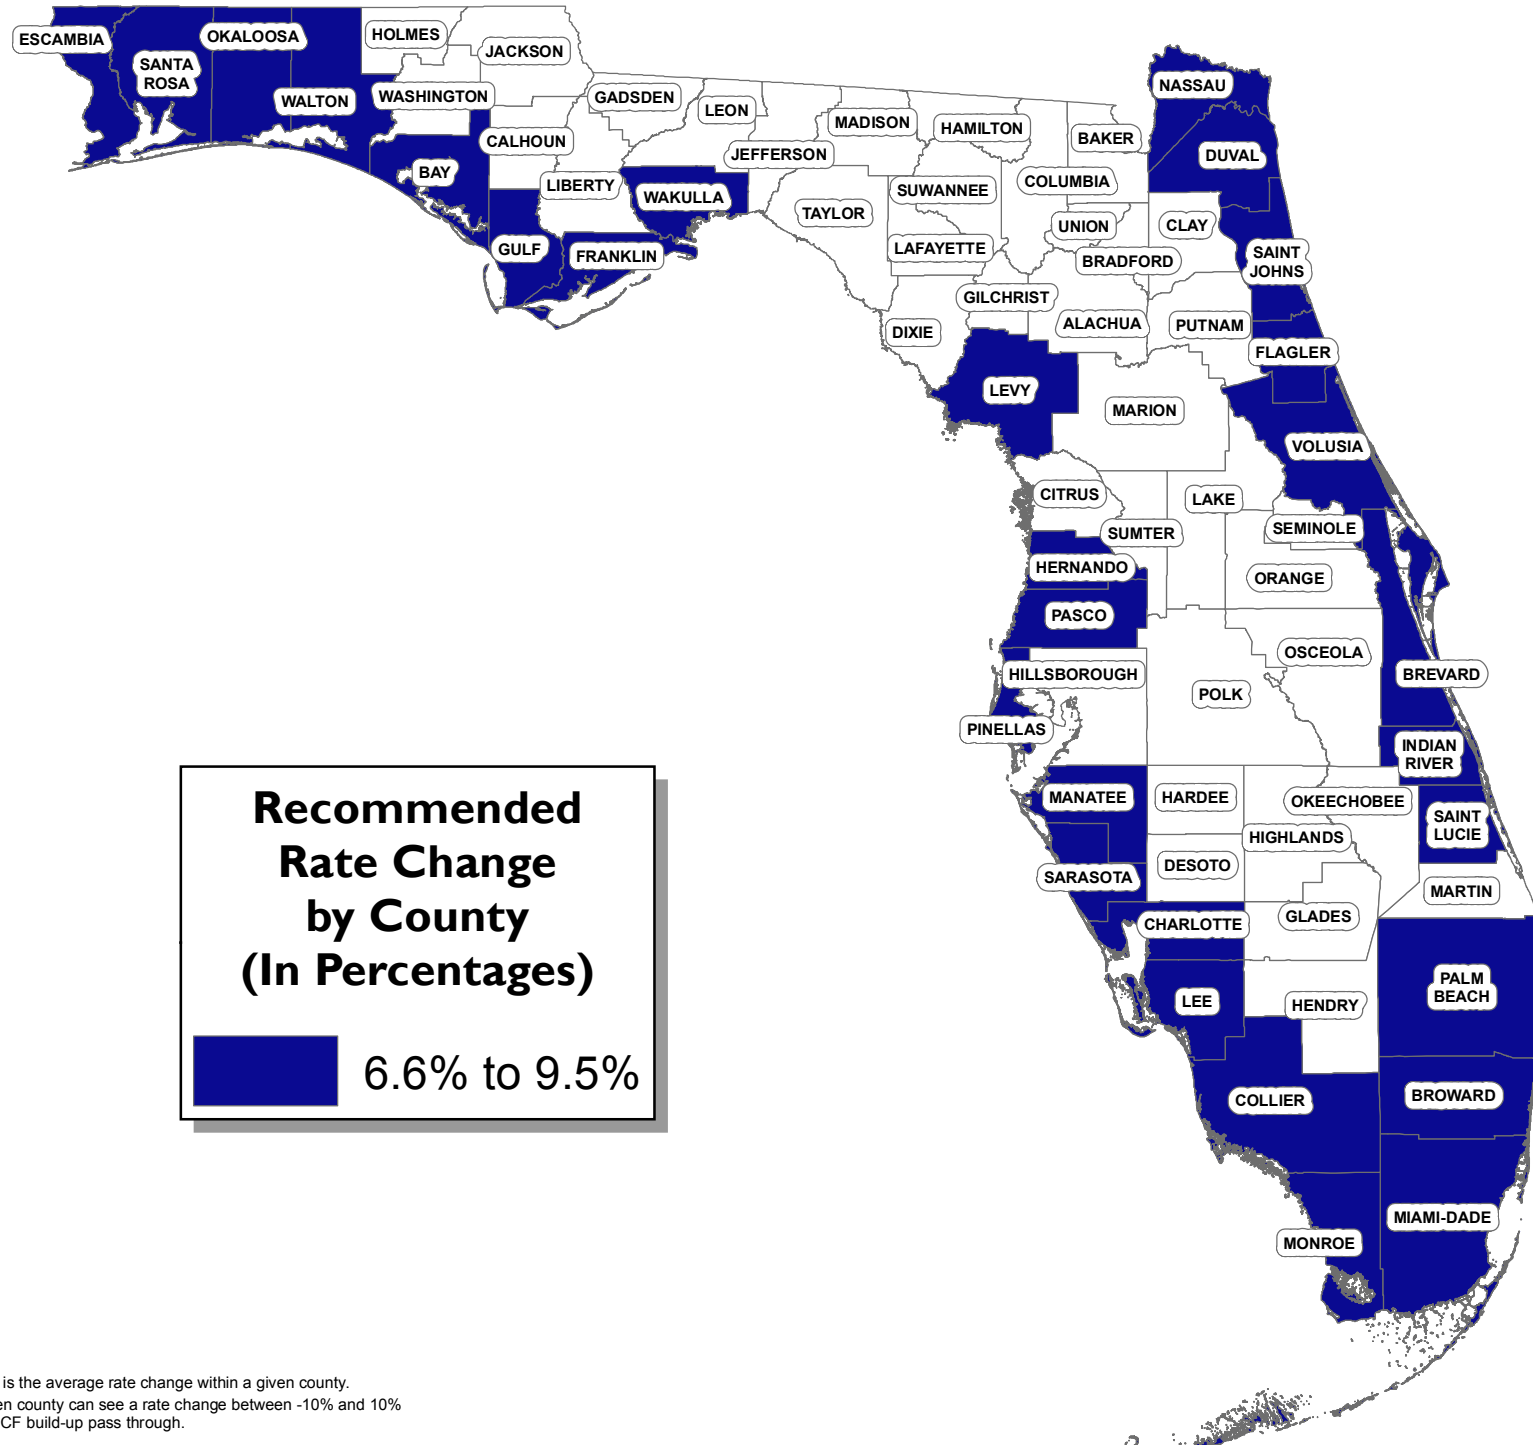 ESCAMBIA
SANTA
ROSA
OKALOOSA
WALTON
HOLMES
JACKSON
WASHINGTON
BAY
CALHOUN
GULF
GADSDEN
LIBERTY
FRANKLIN
LEON
WAKULLA
JEFFERSON
MADISON
TAYLOR
HAMILTON
SUWANNEE
LAFAYETTE
DIXIE
COLUMBIA
GILCHRIST
BAKER
UNION
BRADFORD
ALACHUA
NASSAU
DUVAL
CLAY
SAINT
JOHNS
PUTNAM
FLAGLER
LEVY
MARION
VOLUSIA
CITRUS
SUMTER
LAKE
SEMINOLE
HERNANDO
ORANGE
PASCO
OSCEOLA
HILLSBOROUGH
POLK
BREVARD
PINELLAS
INDIAN
RIVER
MANATEE
HARDEE
OKEECHOBEE
SAINT
LUCIE
HIGHLANDS
DESOTO
SARASOTA
MARTIN
CHARLOTTE
GLADES
LEE
HENDRY
PALM
BEACH
COLLIER
BROWARD
MIAMI-DADE
MONROE
Recommended
Rate Change
by County
(In Percentages)
6.6% to 9.5%
is the average rate change within a given county.
en county can see a rate change between -10% and 10%
CF build-up pass through.